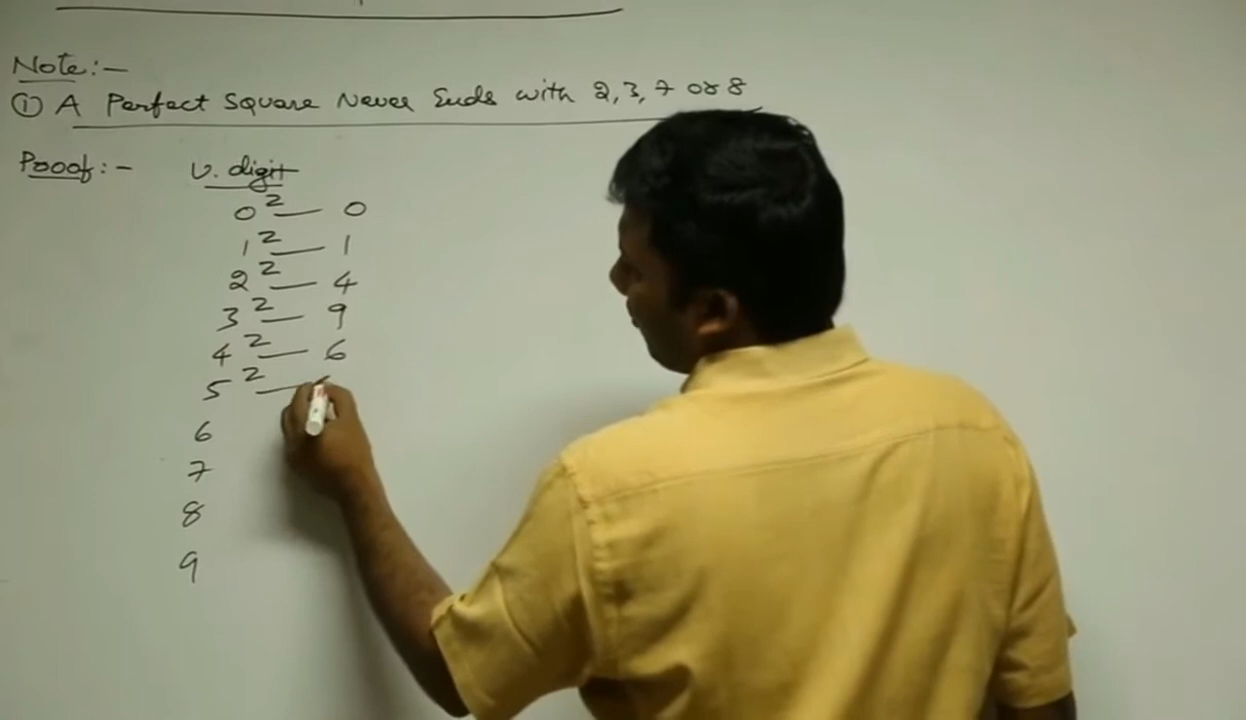 Note:-
① A Perfect Square Never Ends with 2, 3, 7 or 8
Proof:- U. digit
0² — 0
1² — 1
2² — 4
3² — 9
4² — 6
5² —
6
7
8
9